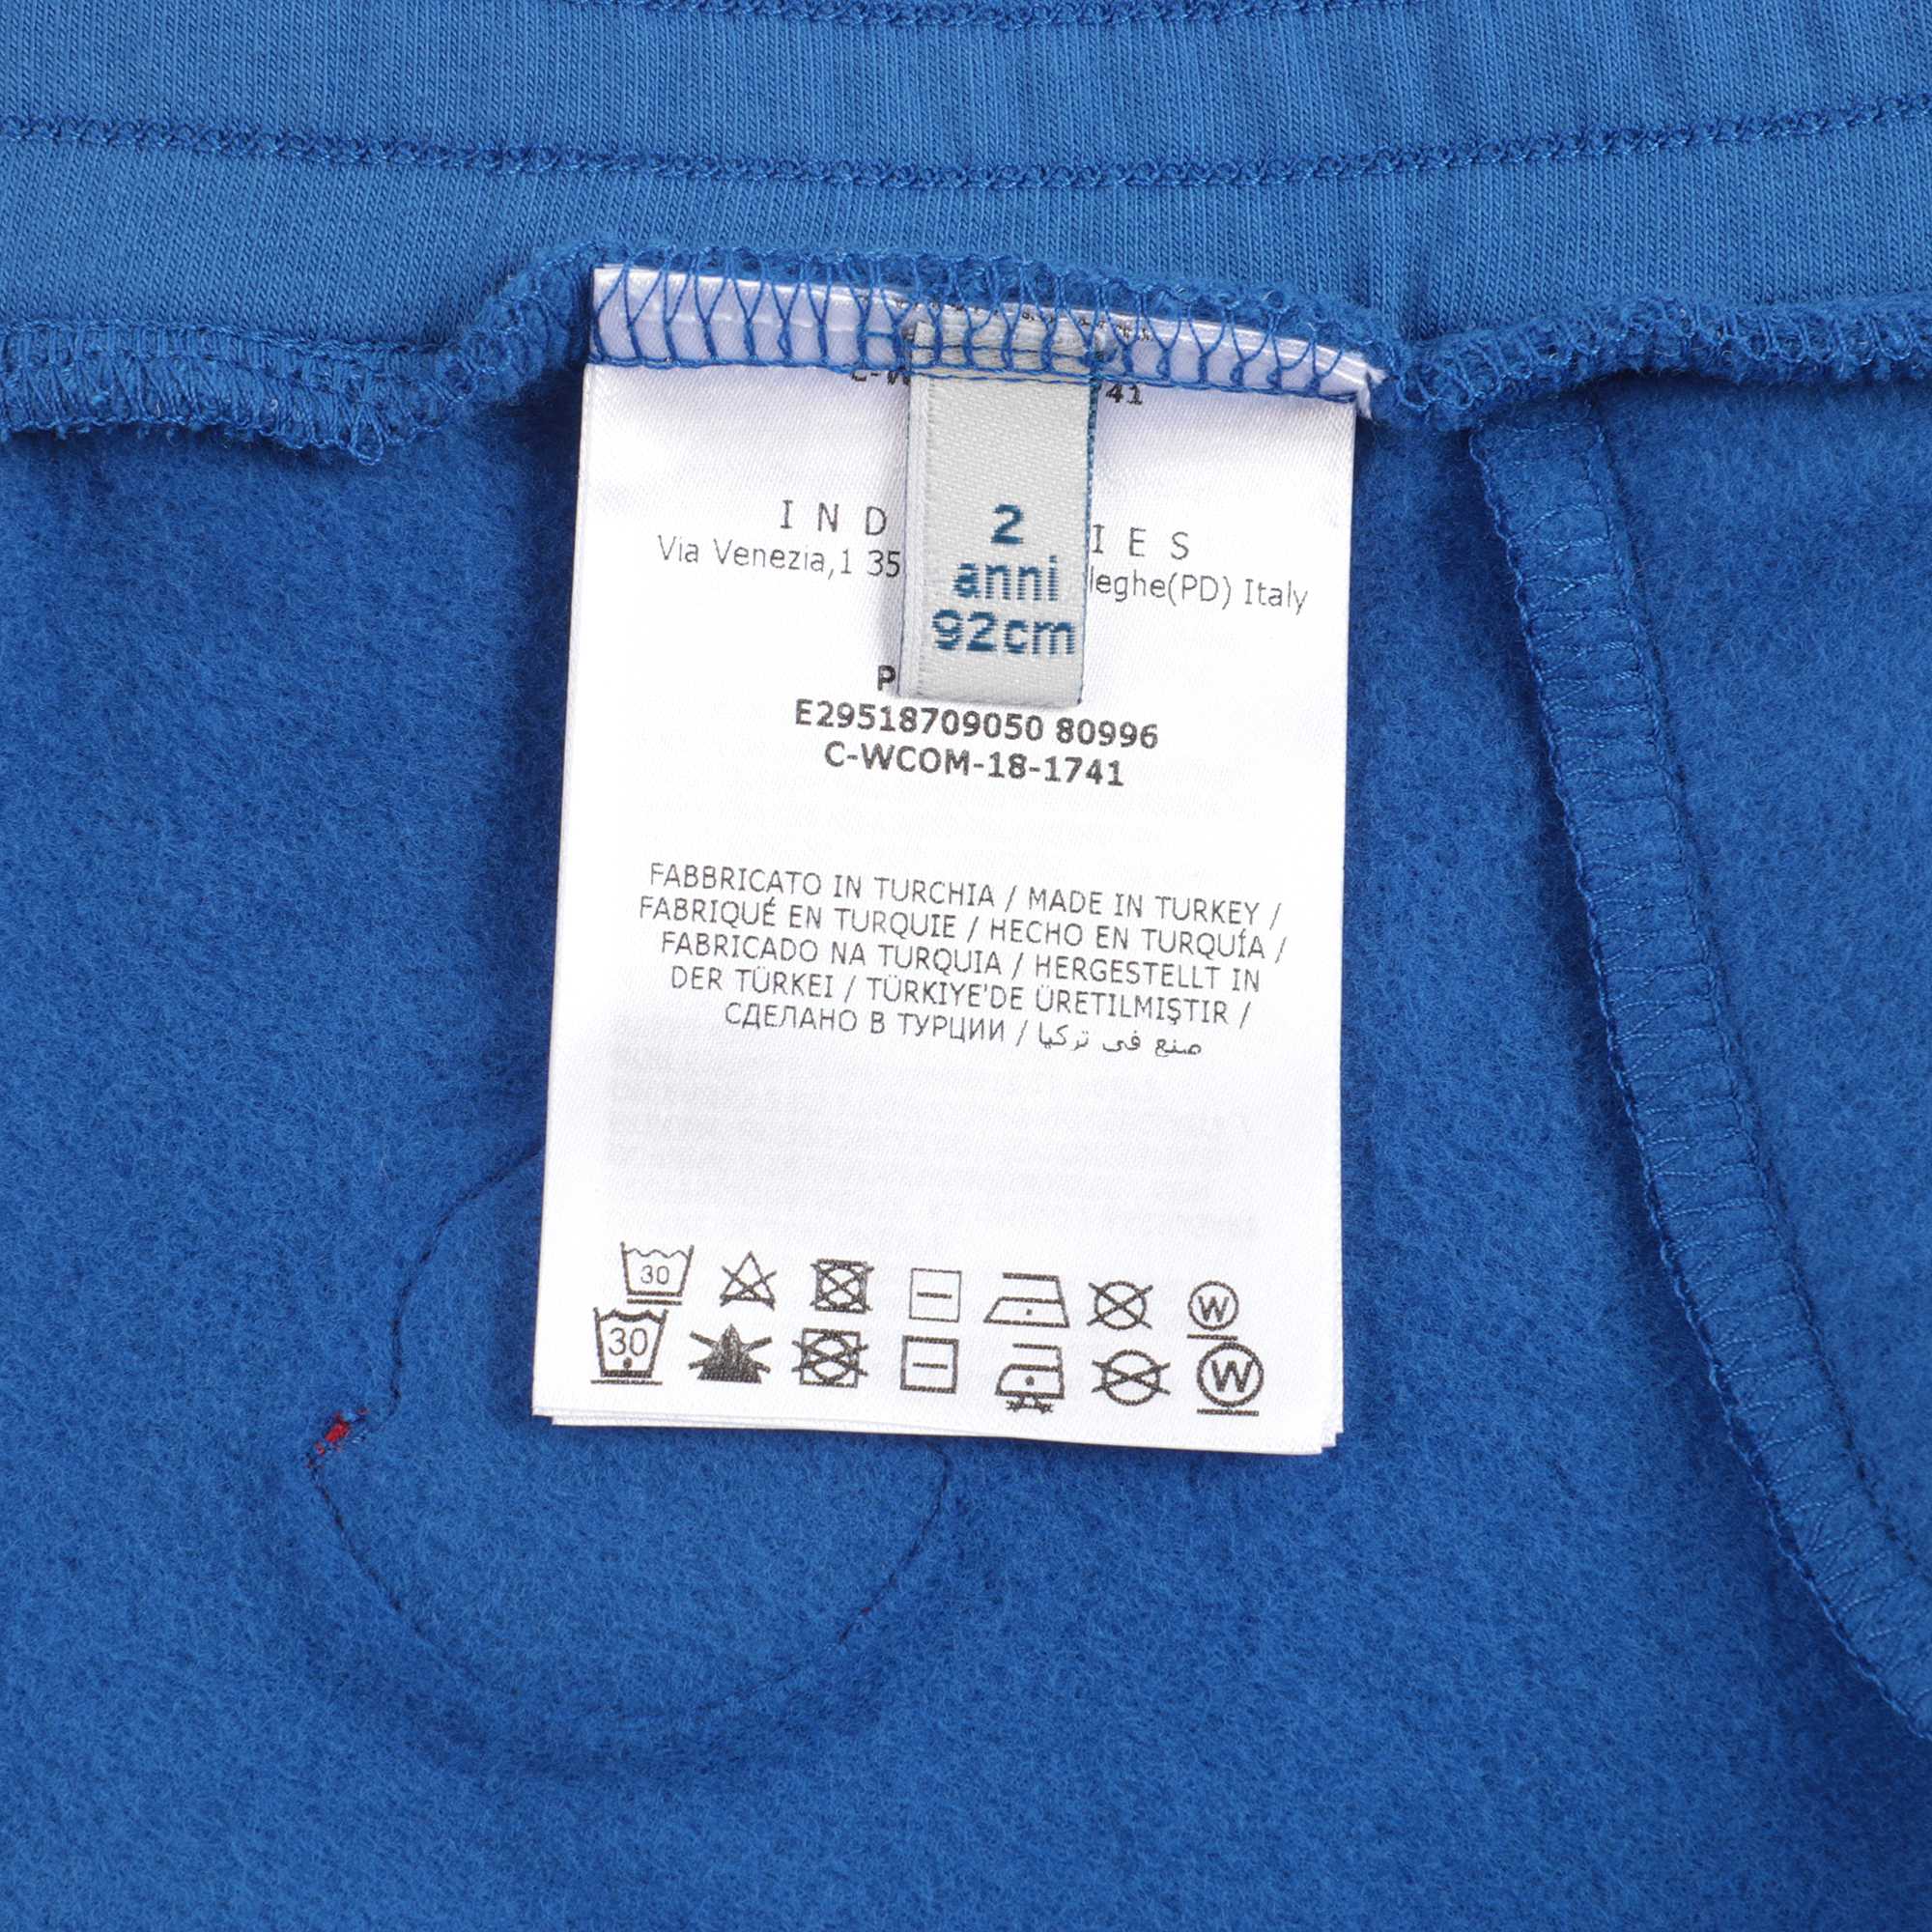 41
2
anni
92cm
I N D I E S
Via Venezia,1 35 leghe(PD) Italy
P
E29518709050 80996
C-WCOM-18-1741
FABBRICATO IN TURCHIA / MADE IN TURKEY /
FABRIQUÉ EN TURQUIE / HECHO EN TURQUÍA /
FABRICADO NA TURQUIA / HERGESTELLT IN
DER TÜRKEI / TÜRKIYE'DE ÜRETILMIŞTIR /
СДЕЛАНО В ТУРЦИИ / صنع في تركيا
30 W
30 W